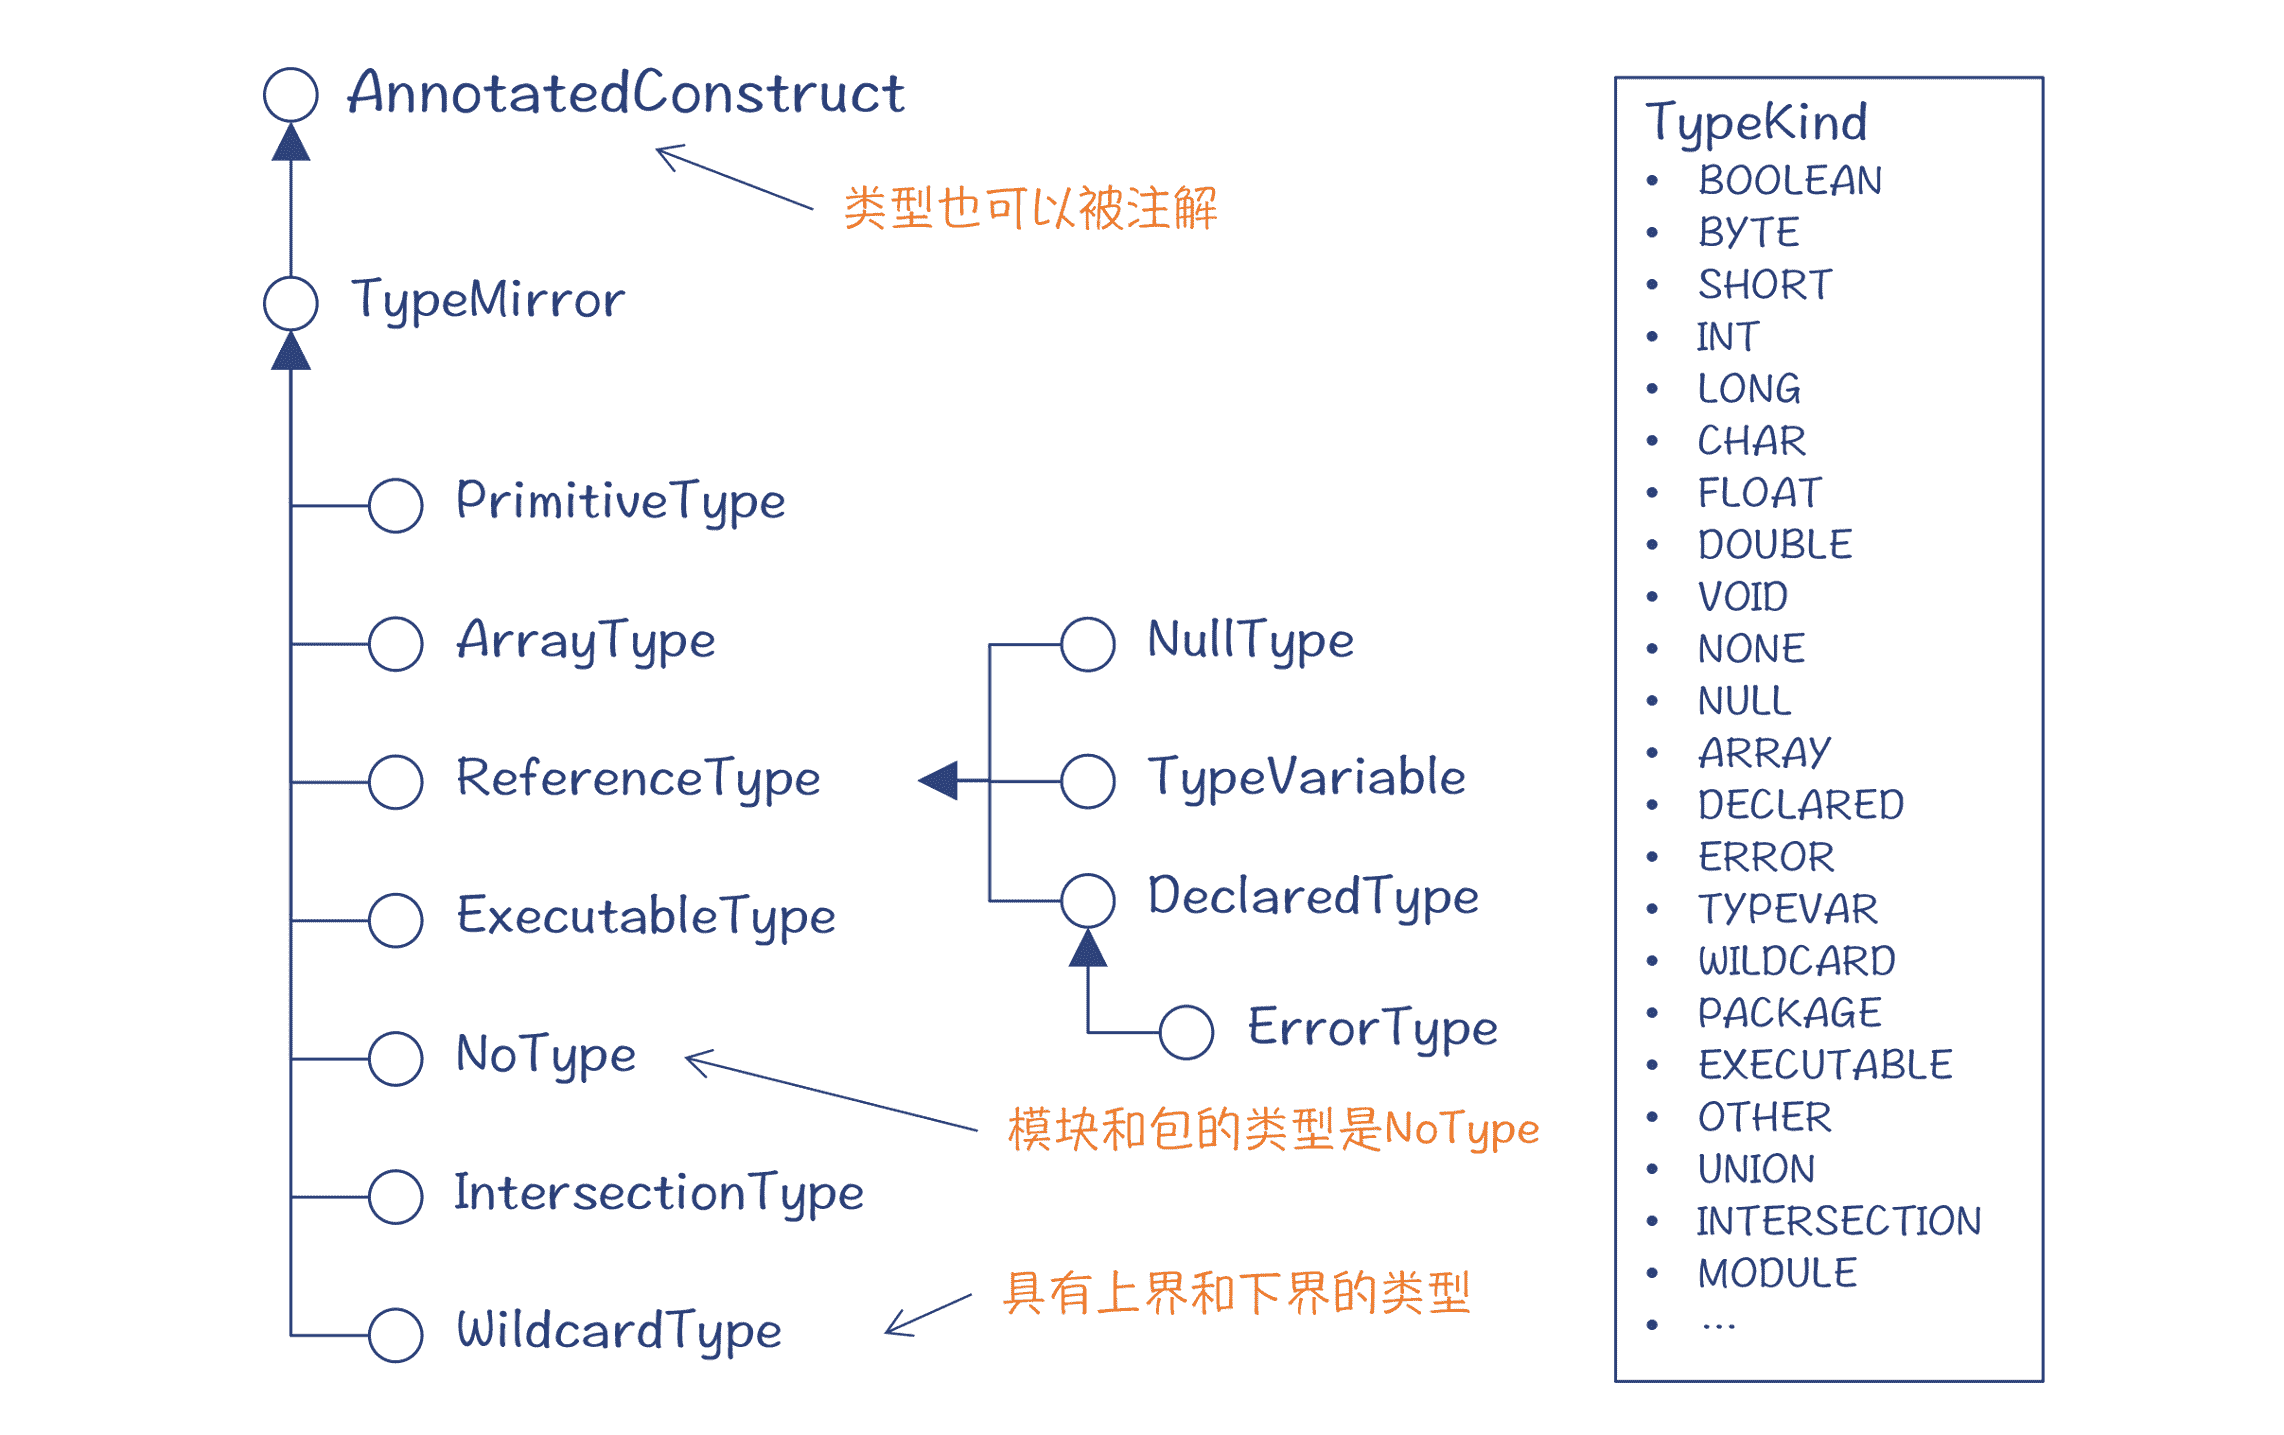 AnnotatedConstruct
类型也可以被注解
TypeMirror
PrimitiveType
ArrayType
ReferenceType
ExecutableType
NoType
IntersectionType
WildcardType
NullType
TypeVariable
DeclaredType
ErrorType
模块和包的类型是NoType
具有上界和下界的类型
TypeKind
• BOOLEAN
• BYTE
• SHORT
• INT
• LONG
• CHAR
• FLOAT
• DOUBLE
• VOID
• NONE
• NULL
• ARRAY
• DECLARED
• ERROR
• TYPEVAR
• WILDCARD
• PACKAGE
• EXECUTABLE
• OTHER
• UNION
• INTERSECTION
• MODULE
• ...